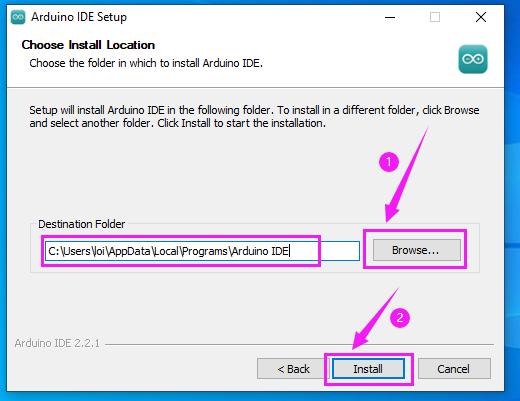 Arduino IDE Setup
Choose Install Location
Choose the folder in which to install Arduino IDE.
Setup will install Arduino IDE in the following folder. To install in a different folder, click Browse
and select another folder. Click Install to start the installation.
1
Destination Folder
C:\Users\loi\AppData\Local\Programs\Arduino IDE
Browse...
2
Arduino IDE 2.2.1
< Back
Install
Cancel